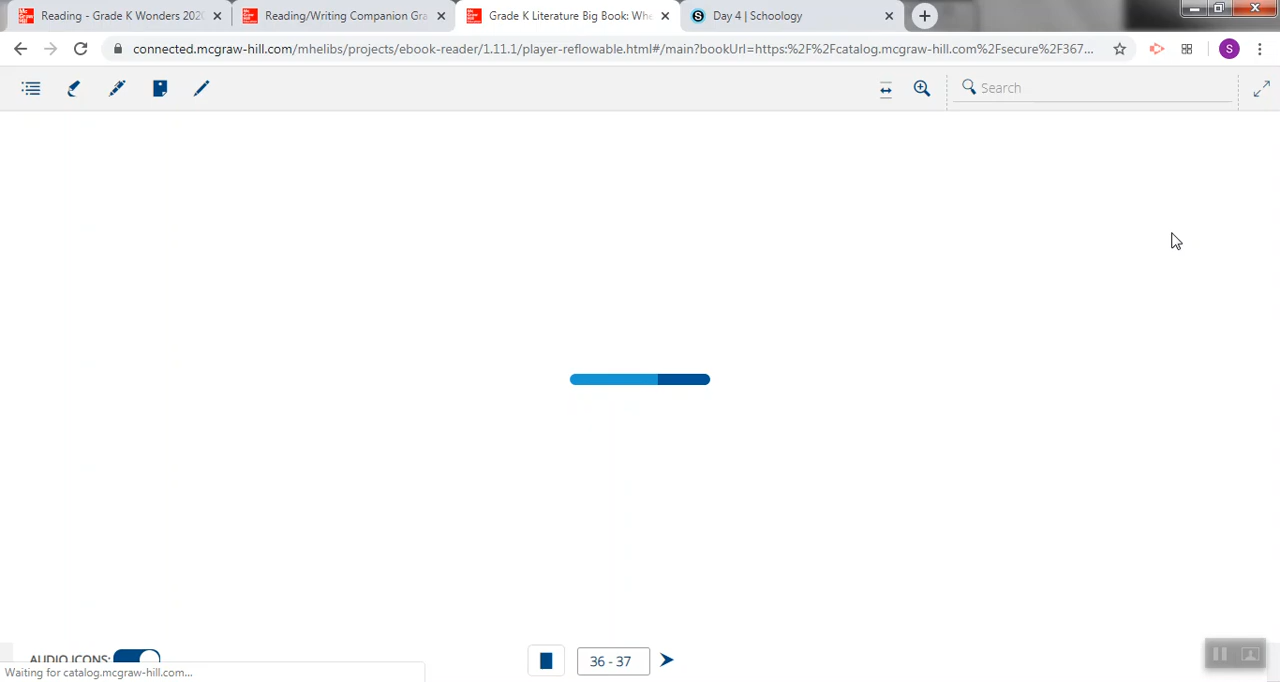 Reading - Grade K Wonders 2020
Reading/Writing Companion Gra
Grade K Literature Big Book: Whe
S Day 4 | Schoology
connected.mcgraw-hill.com/mhelibs/projects/ebook-reader/1.11.1/player-reflowable.html#/main?bookUrl=https:%2F%2Fcatalog.mcgraw-hill.com%2Fsecure%2F367...
S
Search
AUDIO ICONS:
36 - 37
Waiting for catalog.mcgraw-hill.com...